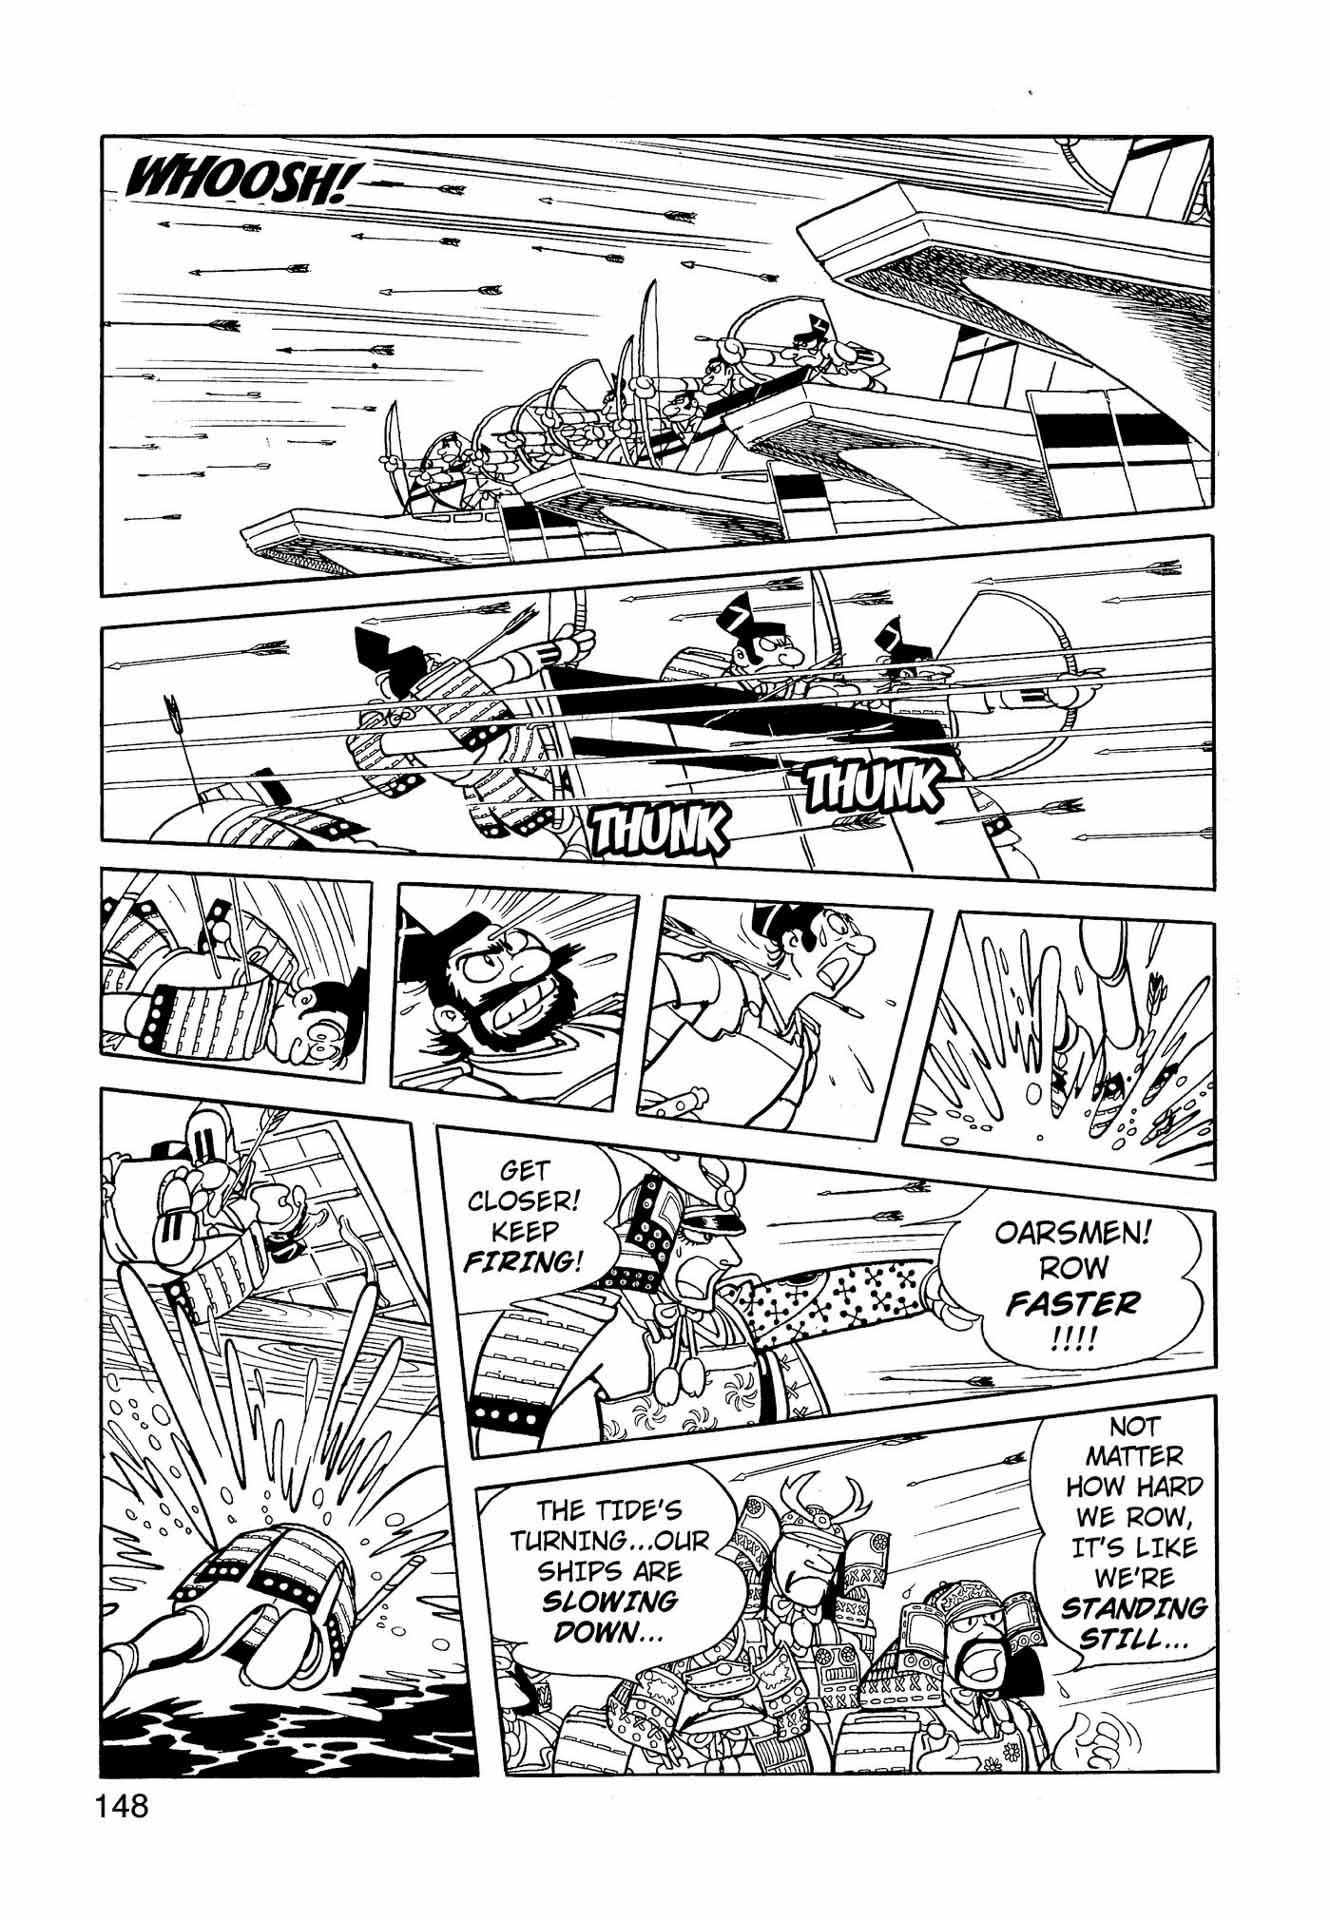 WHOOSH!
THUNK
THUNK
GET
CLOSER!
KEEP
FIRING!
OARSMEN!
ROW
FASTER
!!!!
THE TIDE'S
TURNING...OUR
SHIPS ARE
SLOWING
DOWN...
NOT
MATTER
HOW HARD
WE ROW,
IT'S LIKE
WE'RE
STANDING
STILL...
148